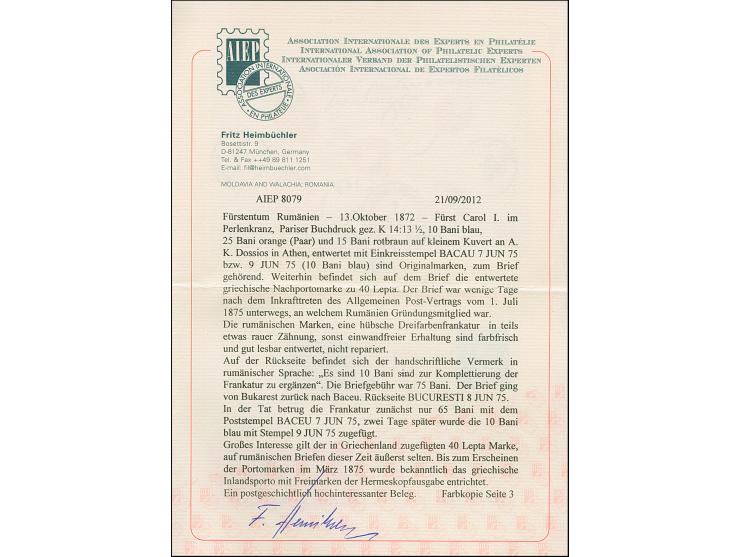 AIEP
ASSOCIATION INTERNATIONALE
DES EXPERTS
EN PHILATELIE
ASSOCIATION INTERNATIONALE DES EXPERTS EN PHILATÉLIE
INTERNATIONAL ASSOCIATION OF PHILATELIC EXPERTS
INTERNATIONALER VERBAND DER PHILATELISTISCHEN EXPERTEN
ASOCIACIÓN INTERNACIONAL DE EXPERTOS FILATÉLICOS
Fritz Heimbüchler
Bosettistr. 9
D-81247 München, Germany
Tel. & Fax ++49 89 811 1251
E-mail: fil@heimbuechler.com
MOLDAVIA AND WALACHIA; ROMANIA.
AIEP 8079 21/09/2012
Fürstentum Rumänien – 13.Oktober 1872 – Fürst Carol I. im
Perlenkranz, Pariser Buchdruck gez. K 14:13 ½, 10 Bani blau,
25 Bani orange (Paar) und 15 Bani rotbraun auf kleinem Kuvert an A.
K. Dossios in Athen, entwertet mit Einkreisstempel BACAU 7 JUN 75
bzw. 9 JUN 75 (10 Bani blau) sind Originalmarken, zum Brief
gehörend. Weiterhin befindet sich auf dem Brief die entwertete
griechische Nachportomarke zu 40 Lepta. Der Brief war wenige Tage
nach dem Inkrafttreten des Allgemeinen Post-Vertrags vom 1. Juli
1875 unterwegs, an welchem Rumänien Gründungsmitglied war.
Die rumänischen Marken, eine hübsche Dreifarbenfrankatur in teils
etwas rauer Zähnung, sonst einwandfreier Erhaltung sind farbfrisch
und gut lesbar entwertet, nicht repariert.
Auf der Rückseite befindet sich der handschriftliche Vermerk in
rumänischer Sprache: „Es sind 10 Bani sind zur Komplettierung der
Frankatur zu ergänzen“. Die Briefgebühr war 75 Bani. Der Brief ging
von Bukarest zurück nach Baceu. Rückseite BUCURESTI 8 JUN 75.
In der Tat betrug die Frankatur zunächst nur 65 Bani mit dem
Poststempel BACEU 7 JUN 75, zwei Tage später wurde die 10 Bani
blau mit Stempel 9 JUN 75 zugefügt.
Großes Interesse gilt der in Griechenland zugefügten 40 Lepta Marke,
auf rumänischen Briefen dieser Zeit äußerst selten. Bis zum Erscheinen
der Portomarken im März 1875 wurde bekanntlich das griechische
Inlandsporto mit Freimarken der Hermeskopfausgabe entrichtet.
Ein postgeschichtlich hochinteressanter Beleg. Farbkopie Seite 3